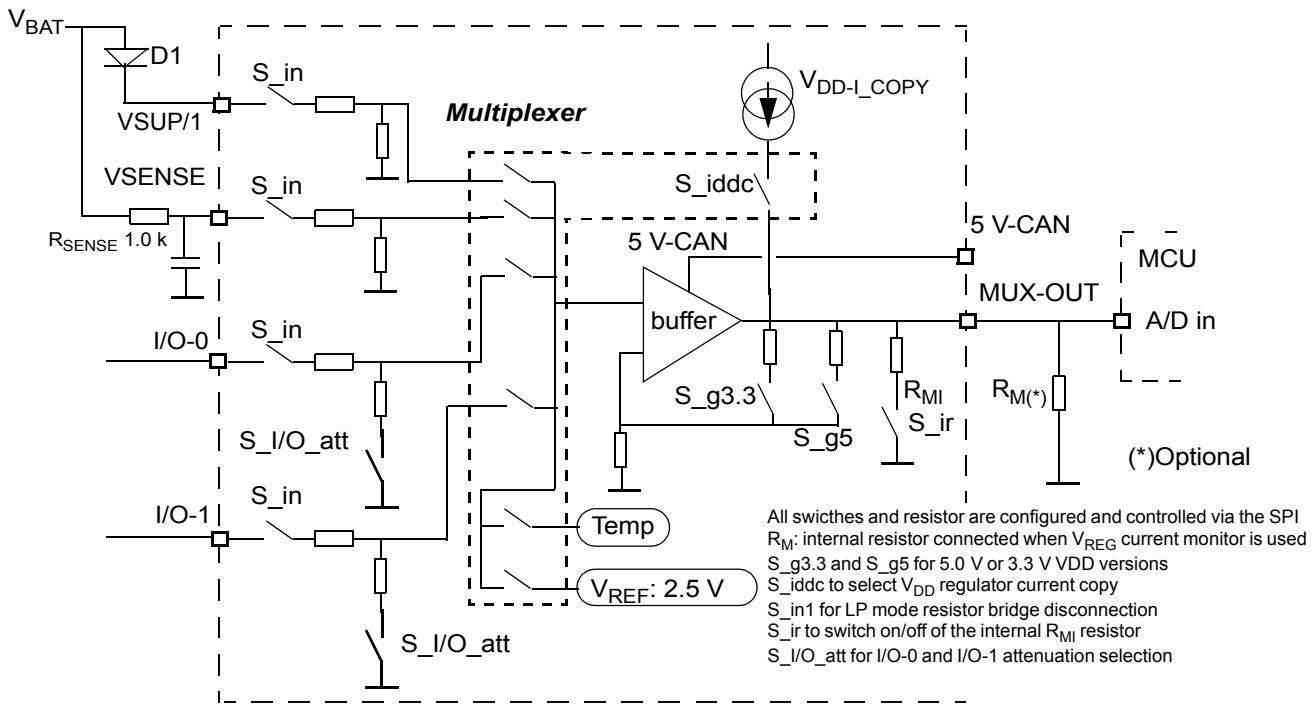 VBAT
D1
S_in
VDD-I_COPY
VSUP/1
Multiplexer
VSENSE
S_in
S_iddc
RSENSE 1.0 k
5 V-CAN
5 V-CAN
MCU
MUX-OUT
buffer
A/D in
I/O-0
S_in
S_g3.3
RMI
RM(*)
S_g5
S_ir
S_I/O_att
(*)Optional
I/O-1
S_in
Temp
VREF: 2.5 V
S_I/O_att
All swicthes and resistor are configured and controlled via the SPI
RM: internal resistor connected when VREG current monitor is used
S_g3.3 and S_g5 for 5.0 V or 3.3 V VDD versions
S_iddc to select VDD regulator current copy
S_in1 for LP mode resistor bridge disconnection
S_ir to switch on/off of the internal RMI resistor
S_I/O_att for I/O-0 and I/O-1 attenuation selection